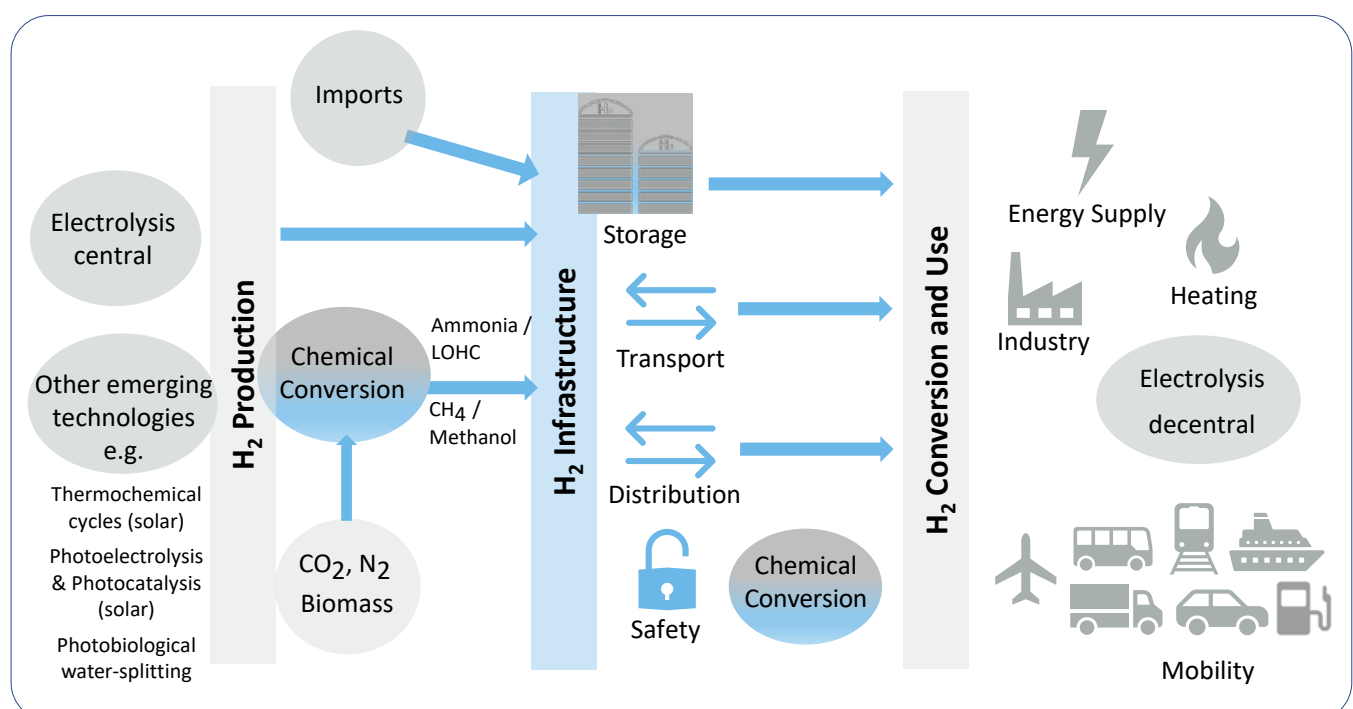 Imports
Electrolysis
central
Other emerging
technologies
e.g.
Thermochemical
cycles (solar)
Photoelectrolysis
& Photocatalysis
(solar)
Photobiological
water-splitting
H₂ Production
Chemical
Conversion
CO₂, N₂
Biomass
Ammonia /
LOHC
CH₄ /
Methanol
H₂ Infrastructure
Storage
Transport
Distribution
Safety
Chemical
Conversion
H₂ Conversion and Use
Energy Supply
Heating
Industry
Electrolysis
decentral
Mobility